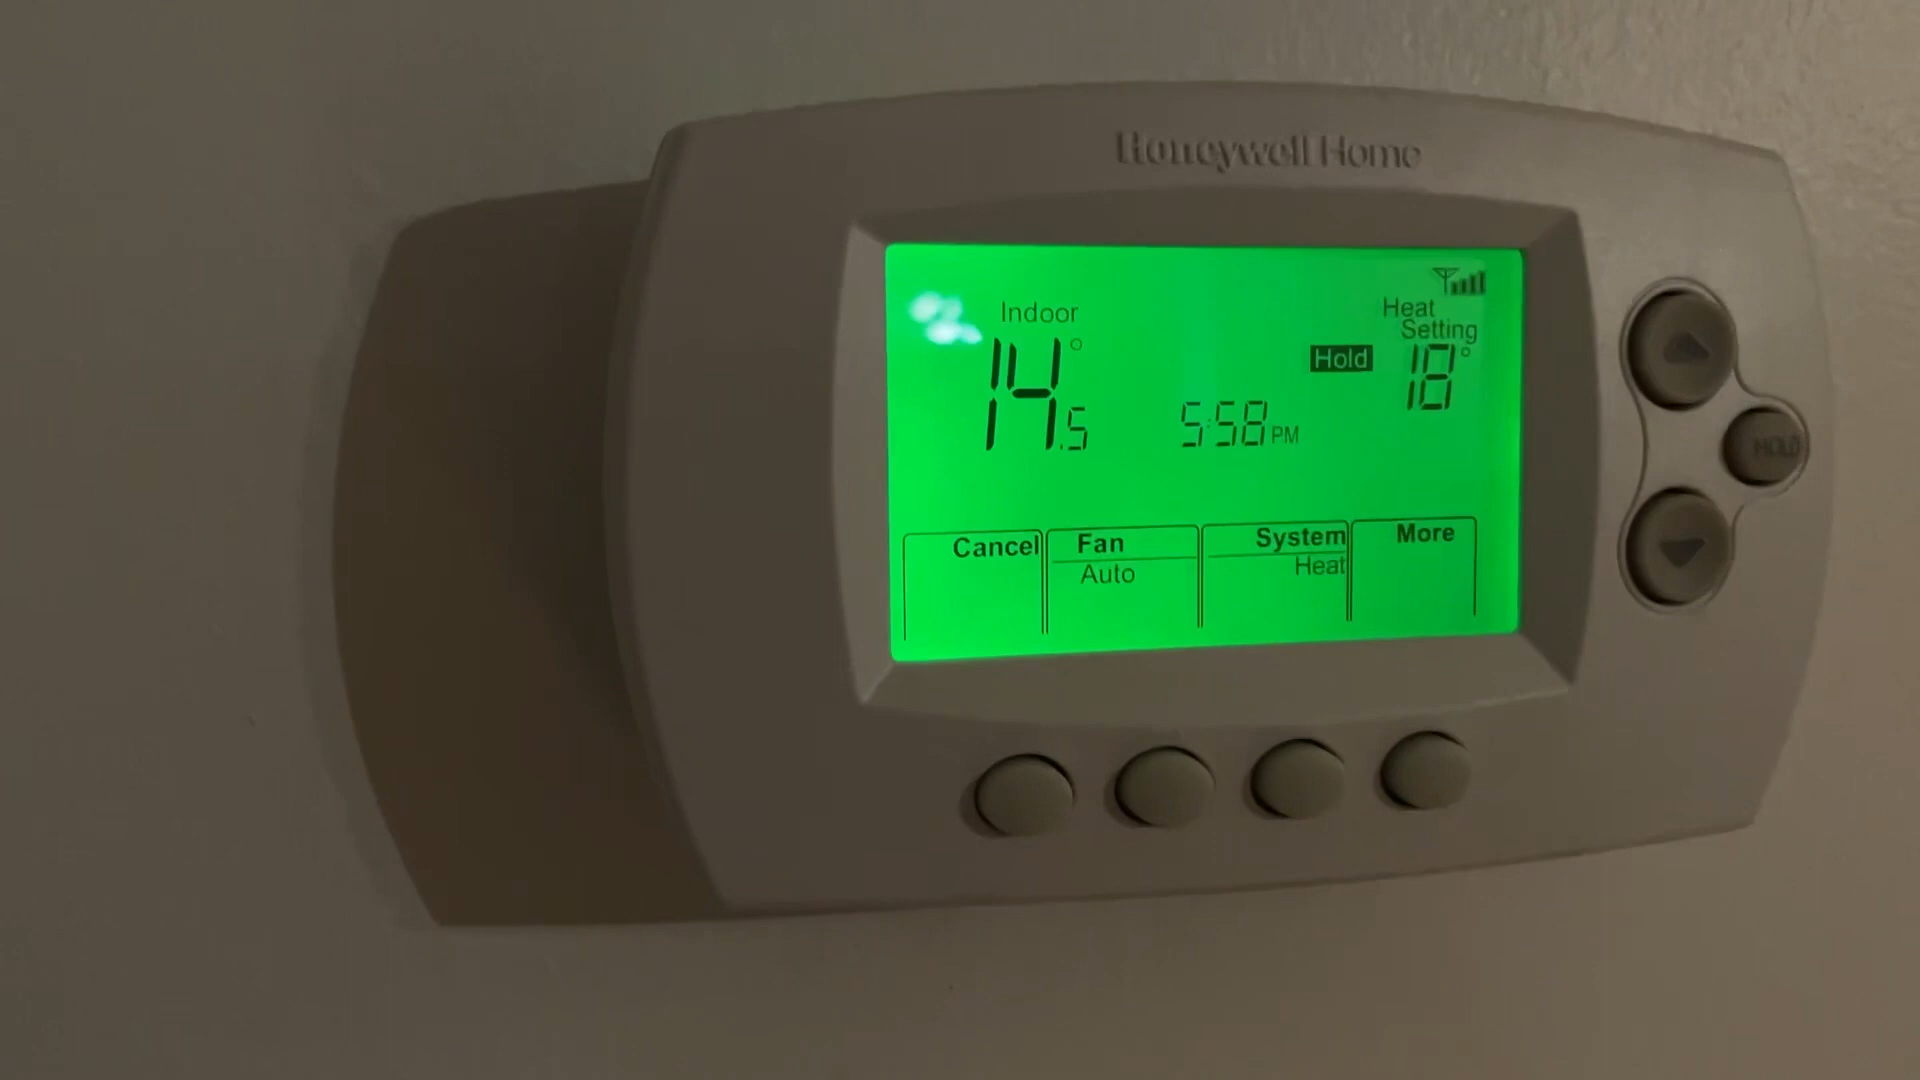 Honeywell Home
Indoor
14.5°
5:58 PM
Hold
Heat
Setting
18°
Cancel
Fan
Auto
System
Heat
More
HOLD